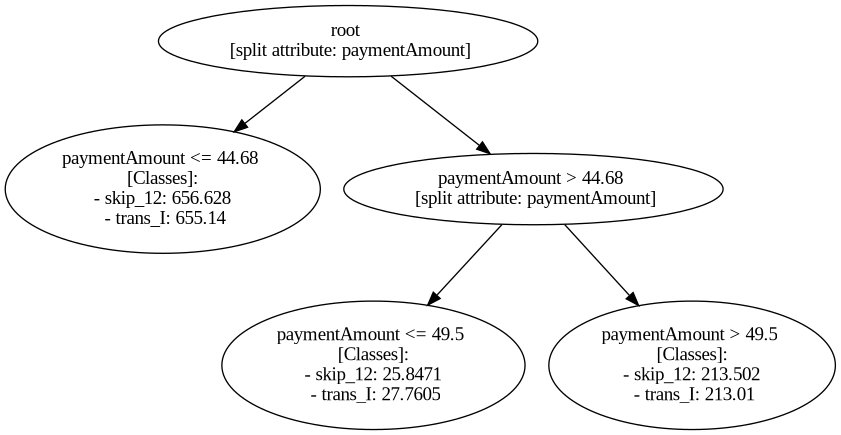 root
[split attribute: paymentAmount]
paymentAmount <= 44.68
[Classes]:
- skip_12: 656.628
- trans_I: 655.14
paymentAmount > 44.68
[split attribute: paymentAmount]
paymentAmount <= 49.5
[Classes]:
- skip_12: 25.8471
- trans_I: 27.7605
paymentAmount > 49.5
[Classes]:
- skip_12: 213.502
- trans_I: 213.01